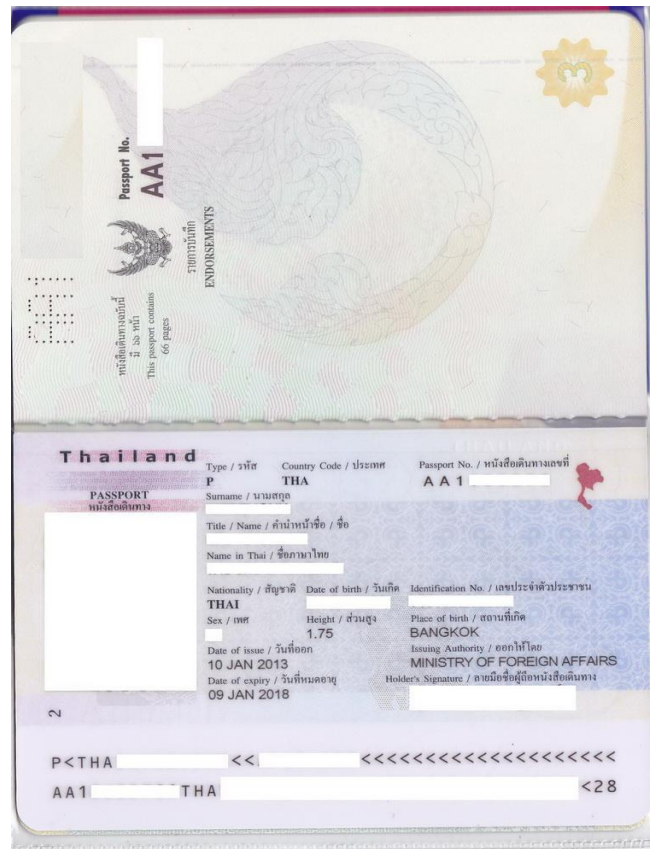 Passport No.
AA1
รายการบันทึก
ENDORSEMENTS
หนังสือเดินทางฉบับนี้
มี ๖๖ หน้า
This passport contains
66 pages
Thailand
PASSPORT
หนังสือเดินทาง
Type / รหัส Country Code / ประเทศ Passport No. / หนังสือเดินทางเลขที่
P THA AA1
Surname / นามสกุล
Title / Name / คำนำหน้าชื่อ / ชื่อ
Name in Thai / ชื่อภาษาไทย
Nationality / สัญชาติ Date of birth / วันเกิด Identification No. / เลขประจำตัวประชาชน
THAI
Sex / เพศ Height / ส่วนสูง Place of birth / สถานที่เกิด
1.75 BANGKOK
Date of issue / วันที่ออก Issuing Authority / ออกให้โดย
10 JAN 2013 MINISTRY OF FOREIGN AFFAIRS
Date of expiry / วันที่หมดอายุ Holder's Signature / ลายมือชื่อผู้ถือหนังสือเดินทาง
09 JAN 2018
2
P<THA << <<<<<<<<<<<<<<<<<<<<<
AA1 THA <28